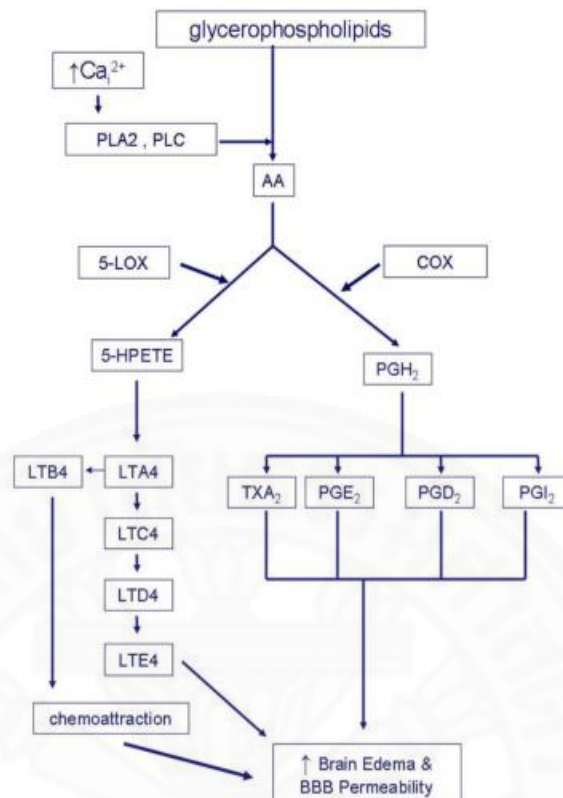 glycerophospholipids
↑Caᵢ²⁺
PLA2 , PLC
AA
5-LOX
COX
5-HPETE
PGH₂
LTB4
LTA4
TXA₂
PGE₂
PGD₂
PGI₂
LTC4
LTD4
LTE4
chemoattraction
↑ Brain Edema &
BBB Permeability